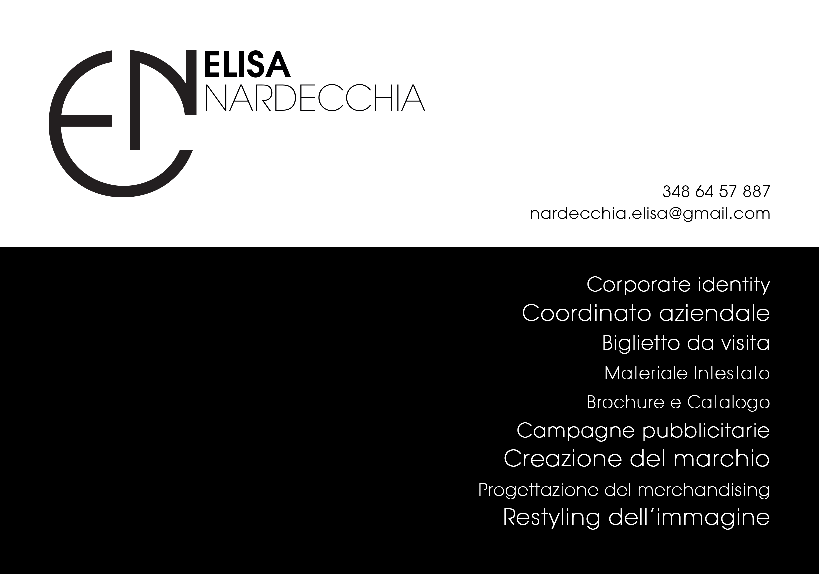 EN
ELISA
NARDECCHIA
348 64 57 887
nardecchia.elisa@gmail.com
Corporate identity
Coordinato aziendale
Biglietto da visita
Materiale Intestato
Brochure e Catalogo
Campagne pubblicitarie
Creazione del marchio
Progettazione del merchandising
Restyling dell'immagine